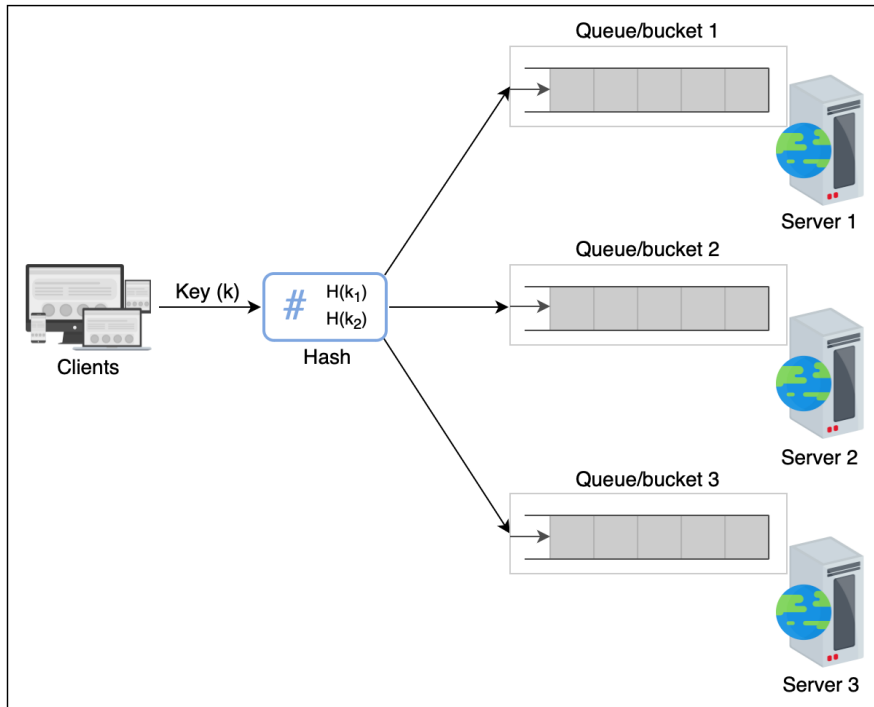 Queue/bucket 1
Server 1
Queue/bucket 2
Key (k)
# H(k₁)
H(k₂)
Clients
Hash
Server 2
Queue/bucket 3
Server 3